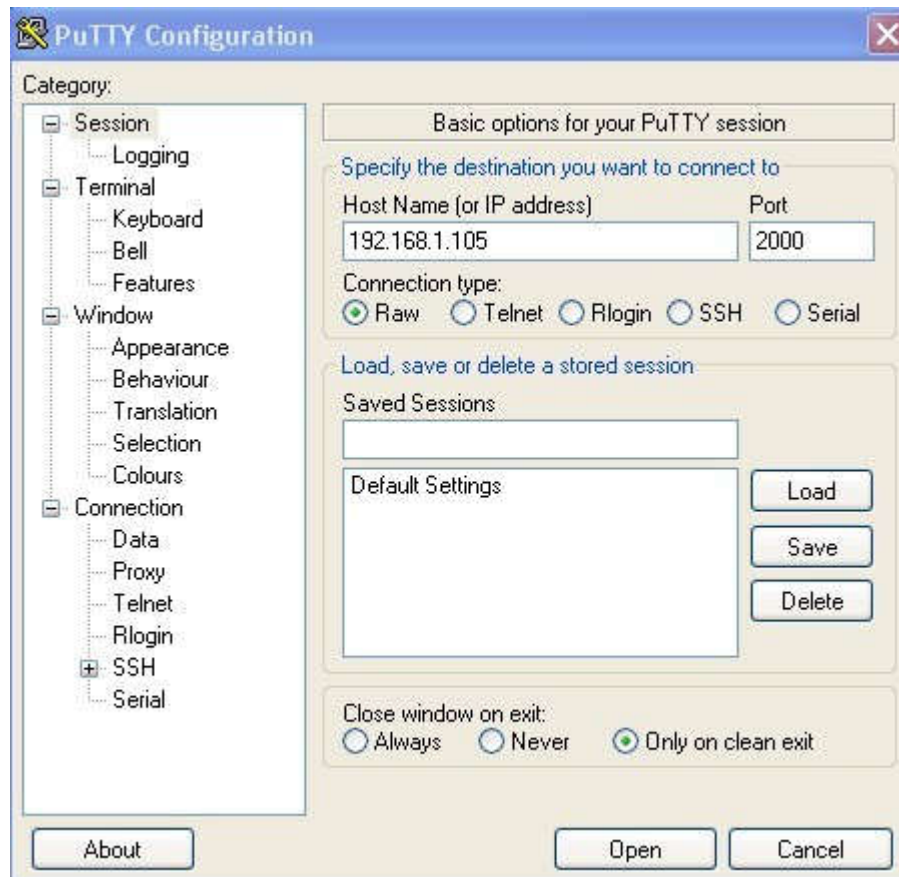 PuTTY Configuration
Category:
Session
Logging
Terminal
Keyboard
Bell
Features
Window
Appearance
Behaviour
Translation
Selection
Colours
Connection
Data
Proxy
Telnet
Rlogin
SSH
Serial
Basic options for your PuTTY session
Specify the destination you want to connect to
Host Name (or IP address) Port
192.168.1.105 2000
Connection type:
Raw Telnet Rlogin SSH Serial
Load, save or delete a stored session
Saved Sessions
Default Settings
Load
Save
Delete
Close window on exit:
Always Never Only on clean exit
About Open Cancel